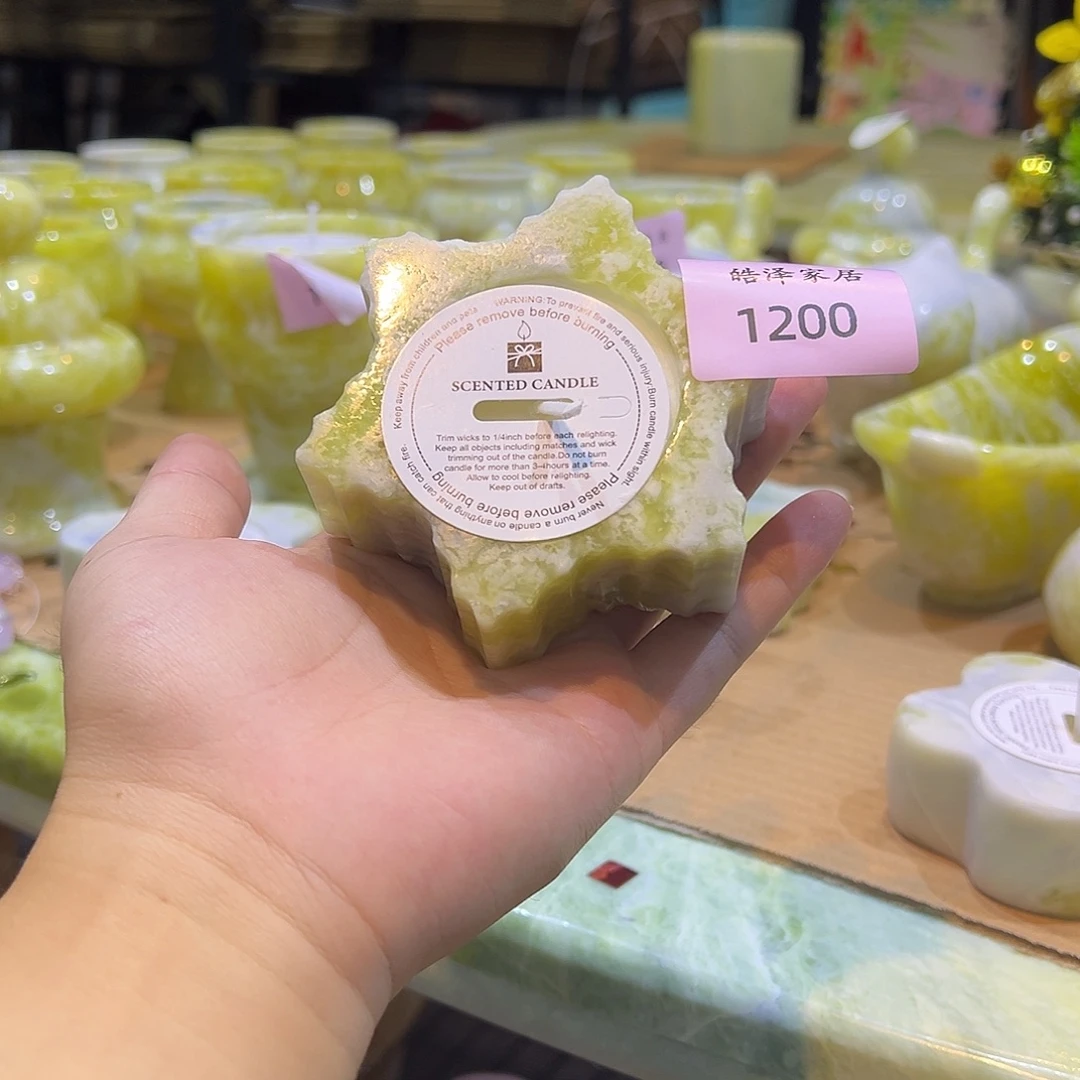 皓泽家居
1200
WARNING:To prevent fire and serious injury:Burn candle within sight.
Never burn a candle on anything that can catch fire.
Keep away from children and pets
Please remove before burning
SCENTED CANDLE
Trim wicks to 1/4inch before each relighting.
Keep all objects including matches and wick
trimming out of the candle.Do not burn
candle for more than 3-4hours at a time.
Allow to cool before relighting.
Keep out of drafts.
Please remove before burning